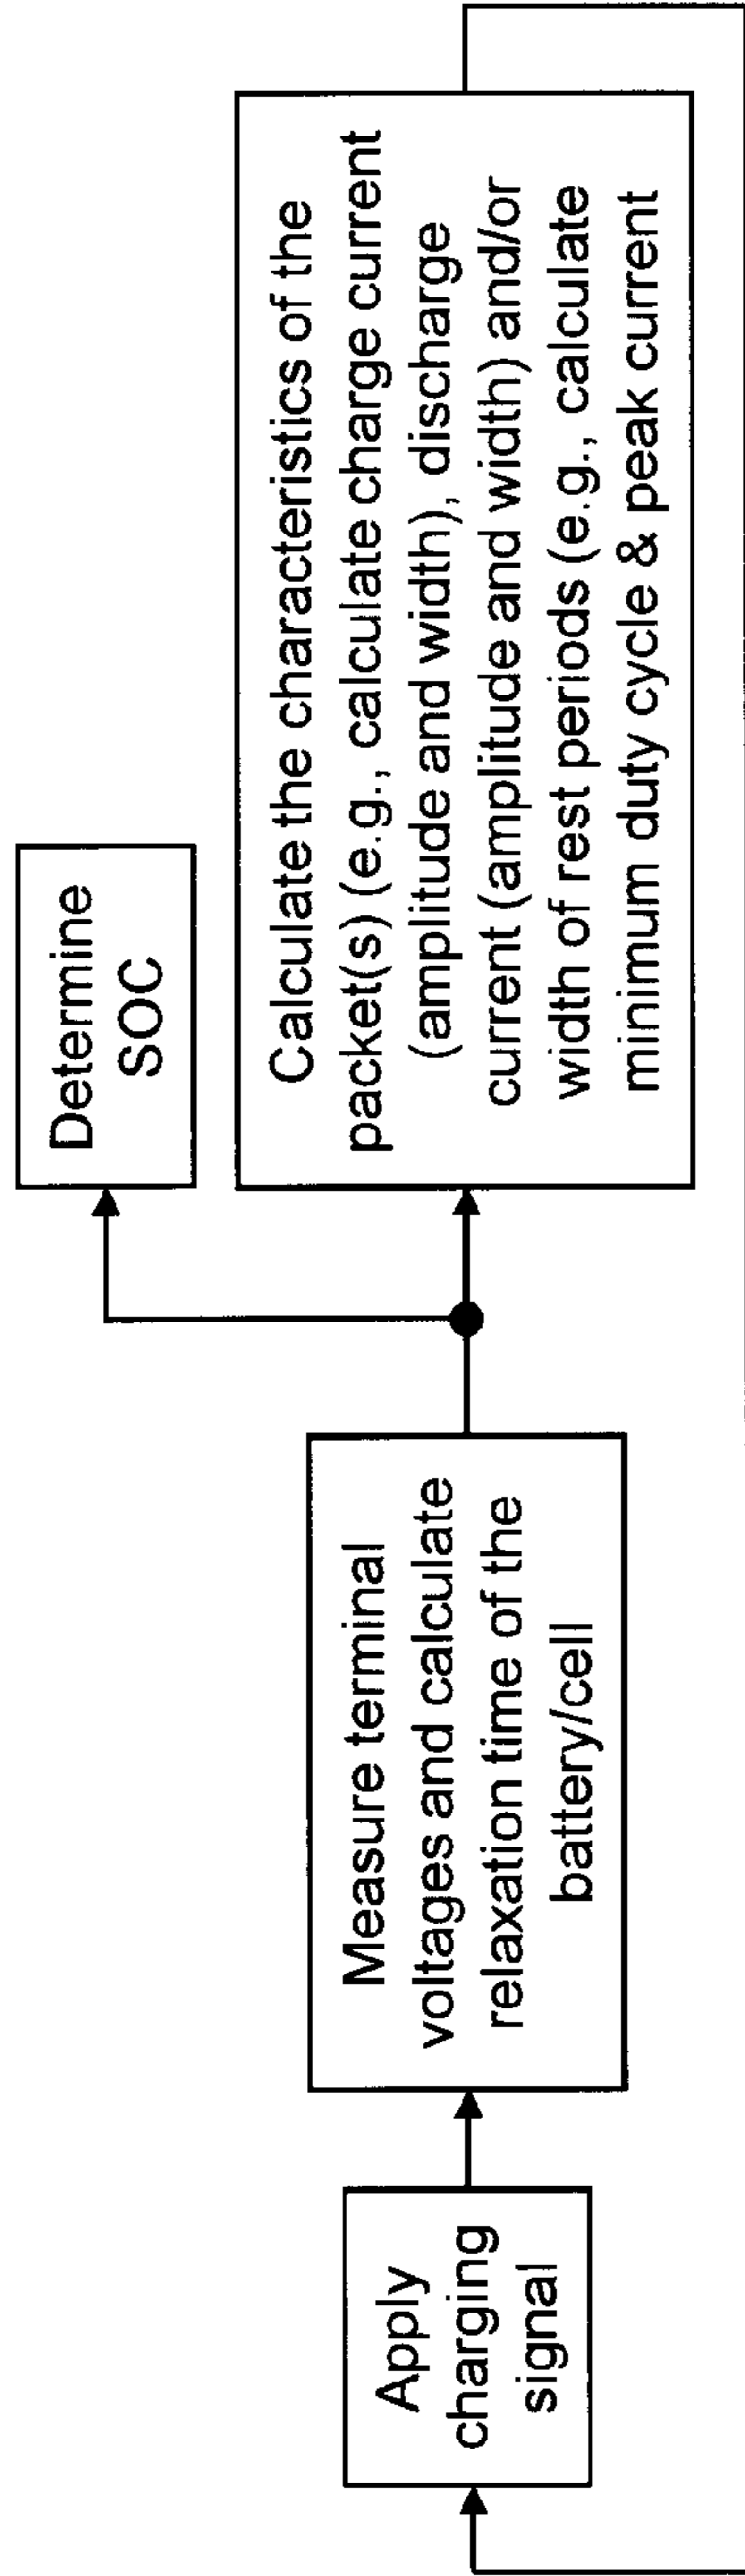 Apply
charging
signal
Measure terminal
voltages and calculate
relaxation time of the
battery/cell
Determine
SOC
Calculate the characteristics of the
packet(s) (e.g., calculate charge current
(amplitude and width), discharge
current (amplitude and width) and/or
width of rest periods (e.g., calculate
minimum duty cycle & peak current